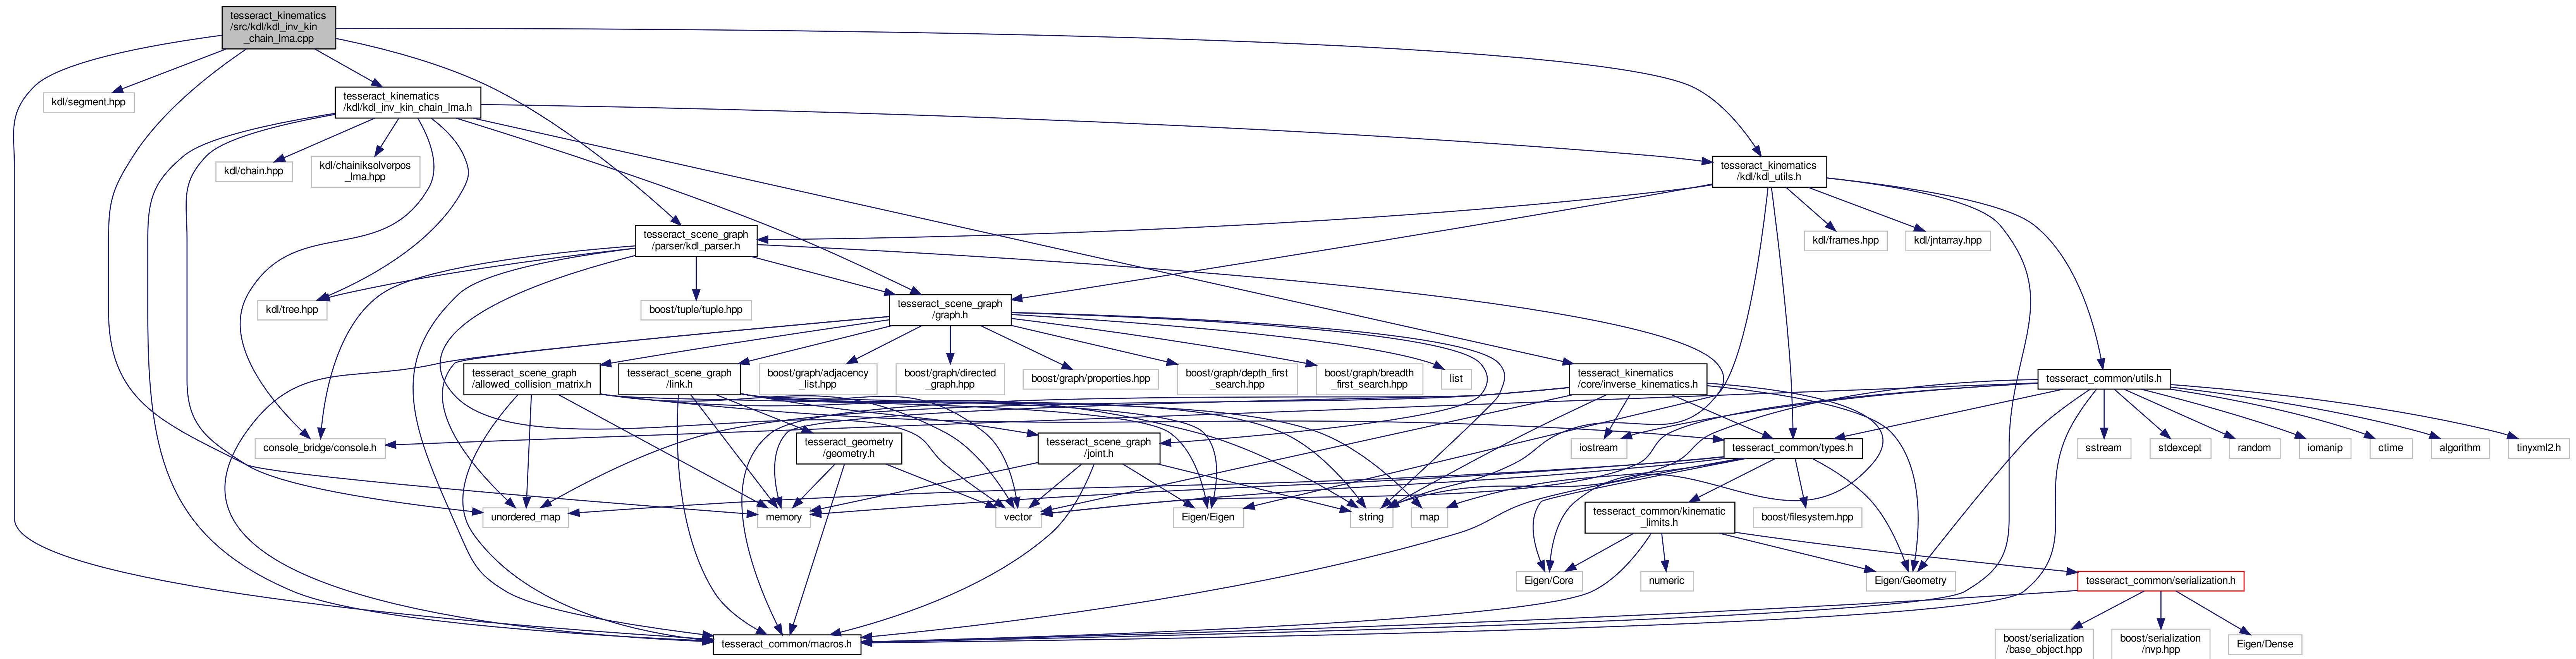 tesseract_kinematics
/src/kdl/kdl_inv_kin
_chain_lma.cpp
kdl/segment.hpp
tesseract_kinematics
/kdl/kdl_inv_kin_chain_lma.h
kdl/chain.hpp
kdl/chainiksolverpos
_lma.hpp
tesseract_kinematics
/kdl/kdl_utils.h
tesseract_scene_graph
/parser/kdl_parser.h
kdl/frames.hpp
kdl/jntarray.hpp
kdl/tree.hpp
boost/tuple/tuple.hpp
tesseract_scene_graph
/graph.h
tesseract_scene_graph
/allowed_collision_matrix.h
tesseract_scene_graph
/link.h
boost/graph/adjacency
_list.hpp
boost/graph/directed
_graph.hpp
boost/graph/properties.hpp
boost/graph/depth_first
_search.hpp
boost/graph/breadth
_first_search.hpp
list
tesseract_kinematics
/core/inverse_kinematics.h
tesseract_common/utils.h
console_bridge/console.h
tesseract_geometry
/geometry.h
tesseract_scene_graph
/joint.h
iostream
tesseract_common/types.h
sstream
stdexcept
random
iomanip
ctime
algorithm
tinyxml2.h
unordered_map
memory
vector
Eigen/Eigen
string
map
tesseract_common/kinematic
_limits.h
boost/filesystem.hpp
Eigen/Core
numeric
Eigen/Geometry
tesseract_common/serialization.h
tesseract_common/macros.h
boost/serialization
/base_object.hpp
boost/serialization
/nvp.hpp
Eigen/Dense